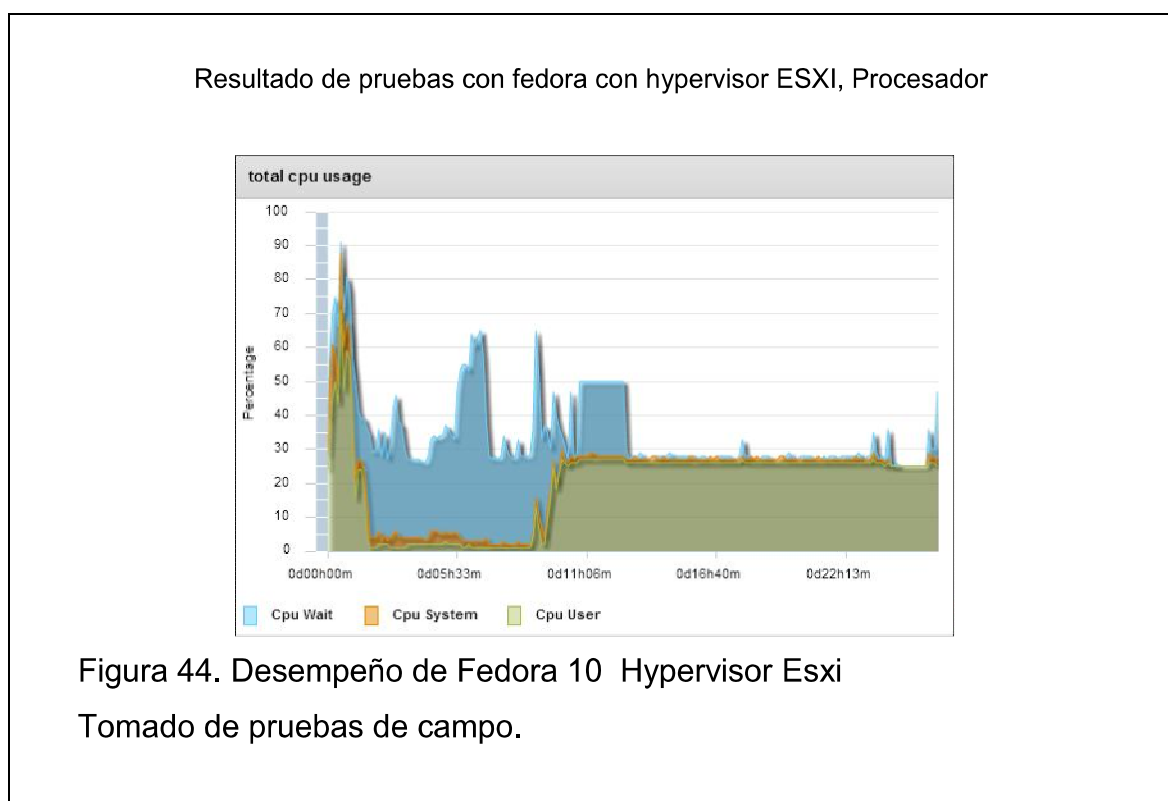 Resultado de pruebas con fedora con hypervisor ESXI, Procesador
total cpu usage
100
90
80
70
60
50
40
30
20
10
0
Percentage
0d00h00m 0d05h33m 0d11h06m 0d16h40m 0d22h13m
Cpu Wait Cpu System Cpu User
Figura 44. Desempeño de Fedora 10 Hypervisor Esxi
Tomado de pruebas de campo.